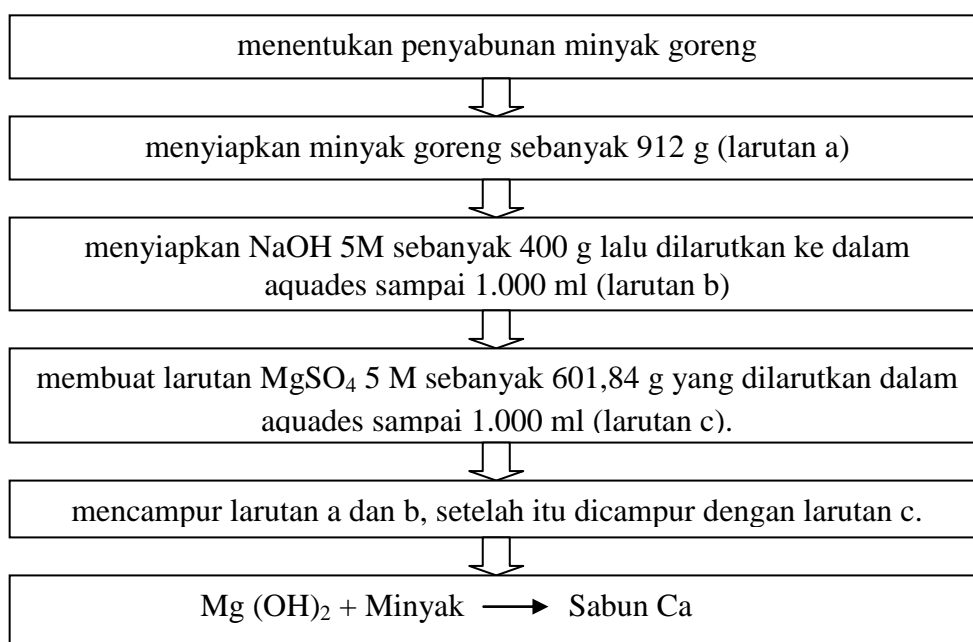 menentukan penyabunan minyak goreng
menyiapkan minyak goreng sebanyak 912 g (larutan a)
menyiapkan NaOH 5M sebanyak 400 g lalu dilarutkan ke dalam
aquades sampai 1.000 ml (larutan b)
membuat larutan MgSO₄ 5 M sebanyak 601,84 g yang dilarutkan dalam
aquades sampai 1.000 ml (larutan c).
mencampur larutan a dan b, setelah itu dicampur dengan larutan c.
Mg (OH)₂ + Minyak ⟶ Sabun Ca